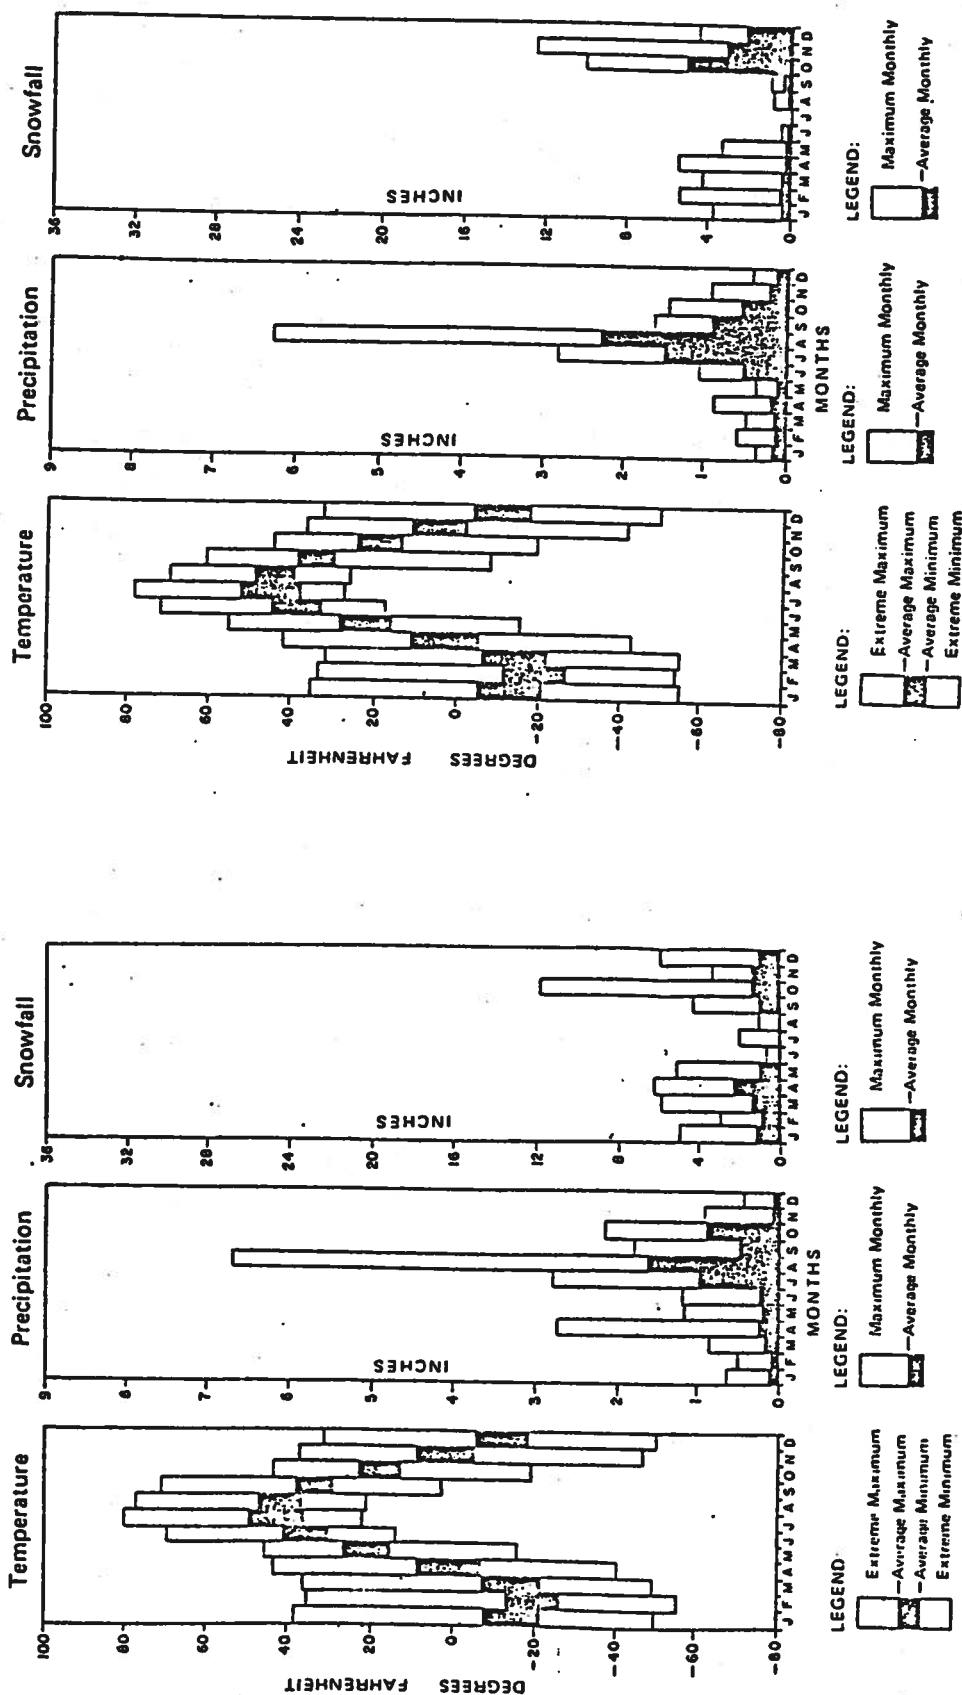 Temperature
100
80
60
40
20
0
-20
-40
-60
-80
DEGREES FAHRENHEIT
J F M A M J J A S O N D
LEGEND:
Extreme Maximum
Average Maximum
Average Minimum
Extreme Minimum
Precipitation
9
8
7
6
5
4
3
2
1
0
INCHES
J F M A M J J A S O N D
MONTHS
LEGEND:
Maximum Monthly
Average Monthly
Snowfall
36
32
28
24
20
16
12
8
4
0
INCHES
J F M A M J J A S O N D
LEGEND:
Maximum Monthly
Average Monthly
Temperature
100
80
60
40
20
0
-20
-40
-60
-80
DEGREES FAHRENHEIT
J F M A M J J A S O N D
LEGEND:
Extreme Maximum
Average Maximum
Average Minimum
Extreme Minimum
Precipitation
9
8
7
6
5
4
3
2
1
0
INCHES
J F M A M J J A S O N D
MONTHS
LEGEND:
Maximum Monthly
Average Monthly
Snowfall
36
32
28
24
20
16
12
8
4
0
INCHES
J F M A M J J A S O N D
LEGEND:
Maximum Monthly
Average Monthly